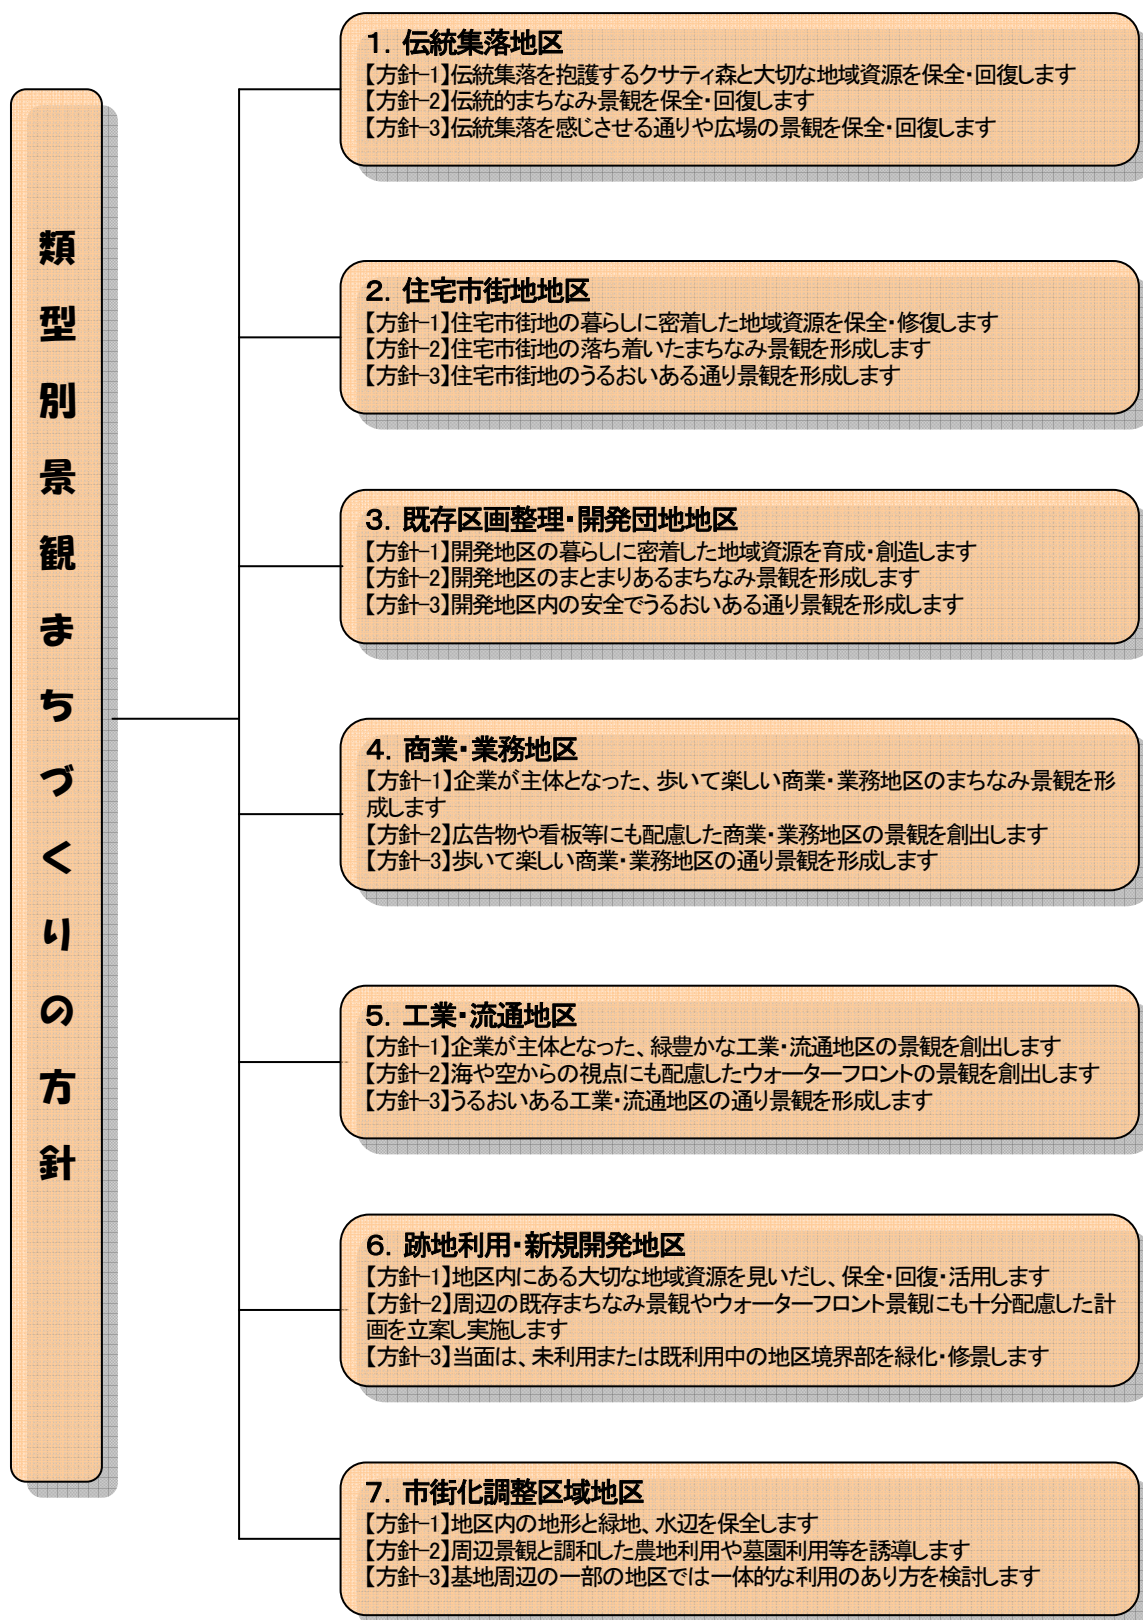 類型別景観まちづくりの方針
1．伝統集落地区
【方針-1】伝統集落を抱護するクサティ森と大切な地域資源を保全・回復します
【方針-2】伝統的まちなみ景観を保全・回復します
【方針-3】伝統集落を感じさせる通りや広場の景観を保全・回復します
2．住宅市街地地区
【方針-1】住宅市街地の暮らしに密着した地域資源を保全・修復します
【方針-2】住宅市街地の落ち着いたまちなみ景観を形成します
【方針-3】住宅市街地のうるおいある通り景観を形成します
3．既存区画整理・開発団地地区
【方針-1】開発地区の暮らしに密着した地域資源を育成・創造します
【方針-2】開発地区のまとまりあるまちなみ景観を形成します
【方針-3】開発地区内の安全でうるおいある通り景観を形成します
4．商業・業務地区
【方針-1】企業が主体となった、歩いて楽しい商業・業務地区のまちなみ景観を形
成します
【方針-2】広告物や看板等にも配慮した商業・業務地区の景観を創出します
【方針-3】歩いて楽しい商業・業務地区の通り景観を形成します
5．工業・流通地区
【方針-1】企業が主体となった、緑豊かな工業・流通地区の景観を創出します
【方針-2】海や空からの視点にも配慮したウォーターフロントの景観を創出します
【方針-3】うるおいある工業・流通地区の通り景観を形成します
6．跡地利用・新規開発地区
【方針-1】地区内にある大切な地域資源を見いだし、保全・回復・活用します
【方針-2】周辺の既存まちなみ景観やウォーターフロント景観にも十分配慮した計
画を立案し実施します
【方針-3】当面は、未利用または既利用中の地区境界部を緑化・修景します
7．市街化調整区域地区
【方針-1】地区内の地形と緑地、水辺を保全します
【方針-2】周辺景観と調和した農地利用や墓園利用等を誘導します
【方針-3】基地周辺の一部の地区では一体的な利用のあり方を検討します